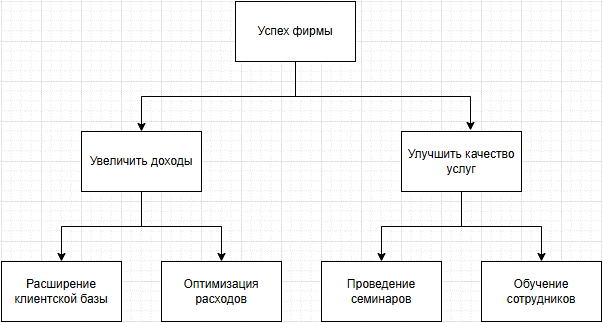 Успех фирмы
Увеличить доходы
Улучшить качество
услуг
Расширение
клиентской базы
Оптимизация
расходов
Проведение
семинаров
Обучение
сотрудников